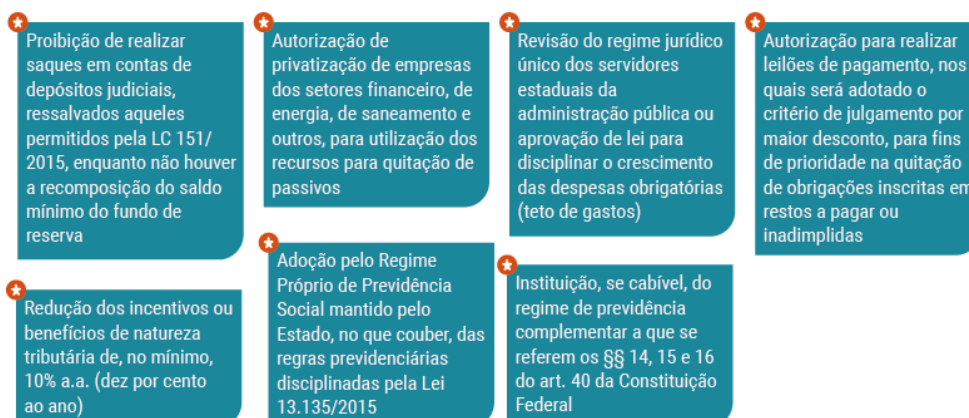 Proibição de realizar
saques em contas de
depósitos judiciais,
ressalvados aqueles
permitidos pela LC 151/
2015, enquanto não houver
a recomposição do saldo
mínimo do fundo de
reserva
Autorização de
privatização de empresas
dos setores financeiro, de
energia, de saneamento e
outros, para utilização dos
recursos para quitação de
passivos
Revisão do regime jurídico
único dos servidores
estaduais da
administração pública ou
aprovação de lei para
disciplinar o crescimento
das despesas obrigatórias
(teto de gastos)
Autorização para realizar
leilões de pagamento, nos
quais será adotado o
critério de julgamento por
maior desconto, para fins
de prioridade na quitação
de obrigações inscritas em
restos a pagar ou
inadimplidas
Redução dos incentivos ou
benefícios de natureza
tributária de, no mínimo,
10% a.a. (dez por cento
ao ano)
Adoção pelo Regime
Próprio de Previdência
Social mantido pelo
Estado, no que couber, das
regras previdenciárias
disciplinadas pela Lei
13.135/2015
Instituição, se cabível, do
regime de previdência
complementar a que se
referem os §§ 14, 15 e 16
do art. 40 da Constituição
Federal